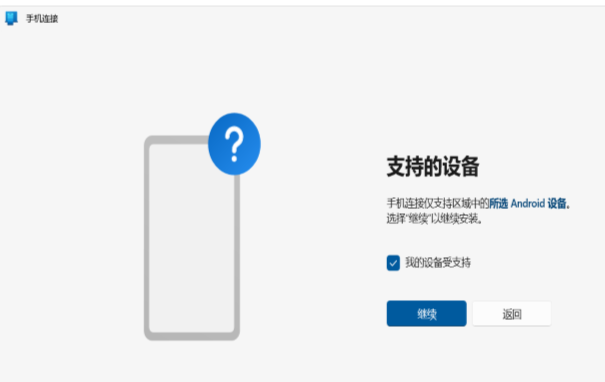 手机连接
?
支持的设备
手机连接仅支持区域中的所选 Android 设备。
选择"继续"以继续安装。
我的设备受支持
继续
返回